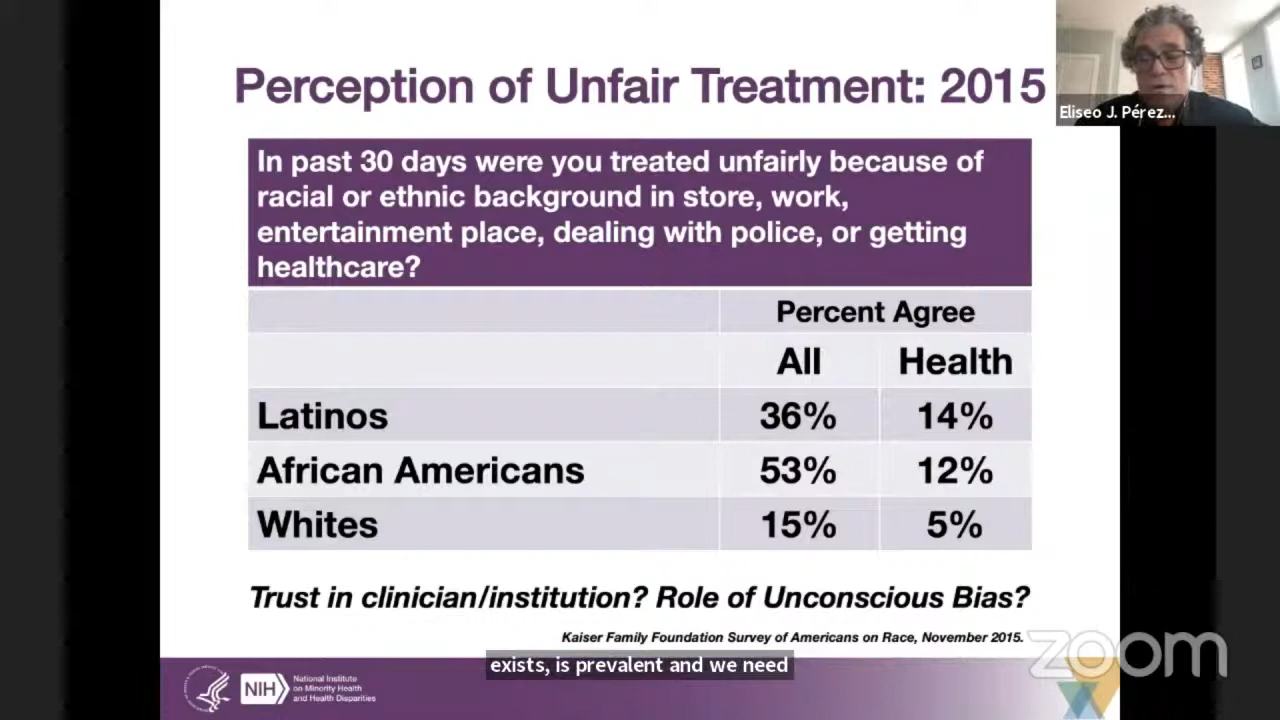 Perception of Unfair Treatment: 2015
Eliseo J. Pérez...
In past 30 days were you treated unfairly because of
racial or ethnic background in store, work,
entertainment place, dealing with police, or getting
healthcare?
Percent Agree
All Health
Latinos 36% 14%
African Americans 53% 12%
Whites 15% 5%
Trust in clinician/institution? Role of Unconscious Bias?
Kaiser Family Foundation Survey of Americans on Race, November 2015.
zoom
exists, is prevalent and we need
NIH
National Institute
on Minority Health
and Health Disparities